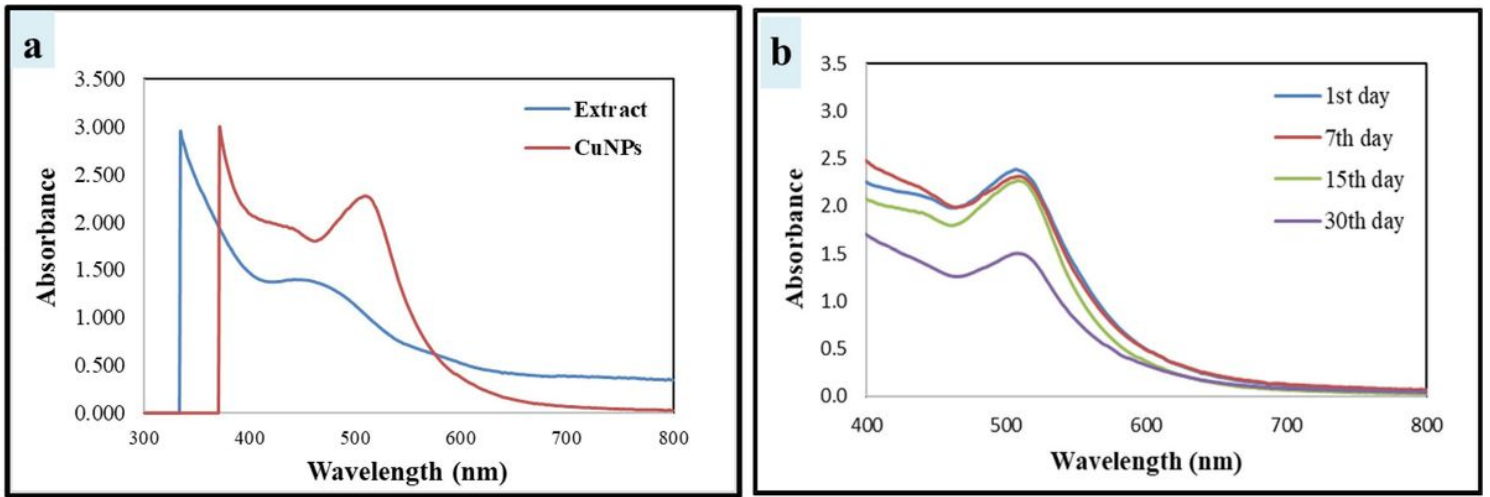 a
3.500
3.000
2.500
2.000
1.500
1.000
0.500
0.000
Absorbance
Extract
CuNPs
300 400 500 600 700 800
Wavelength (nm)
b
3.5
3.0
2.5
2.0
1.5
1.0
0.5
0.0
Absorbance
1st day
7th day
15th day
30th day
400 500 600 700 800
Wavelength (nm)